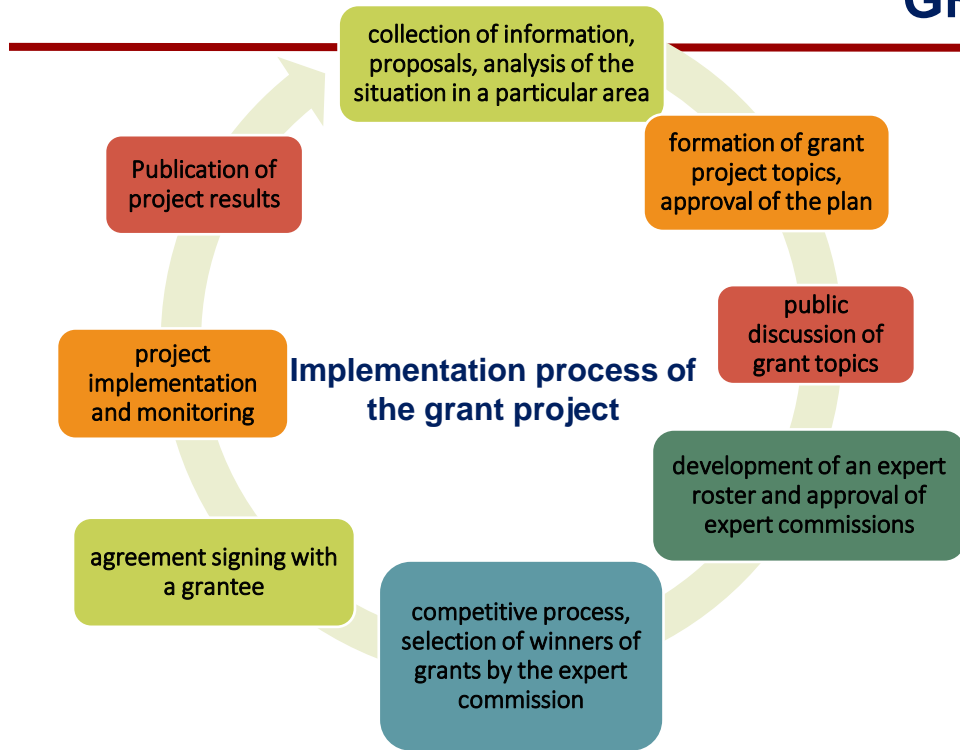 collection of information,
proposals, analysis of the
situation in a particular area
formation of grant
project topics,
approval of the plan
public
discussion of
grant topics
development of an expert
roster and approval of
expert commissions
competitive process,
selection of winners of
grants by the expert
commission
agreement signing with
a grantee
project
implementation
and monitoring
Publication of
project results
Implementation process of
the grant project